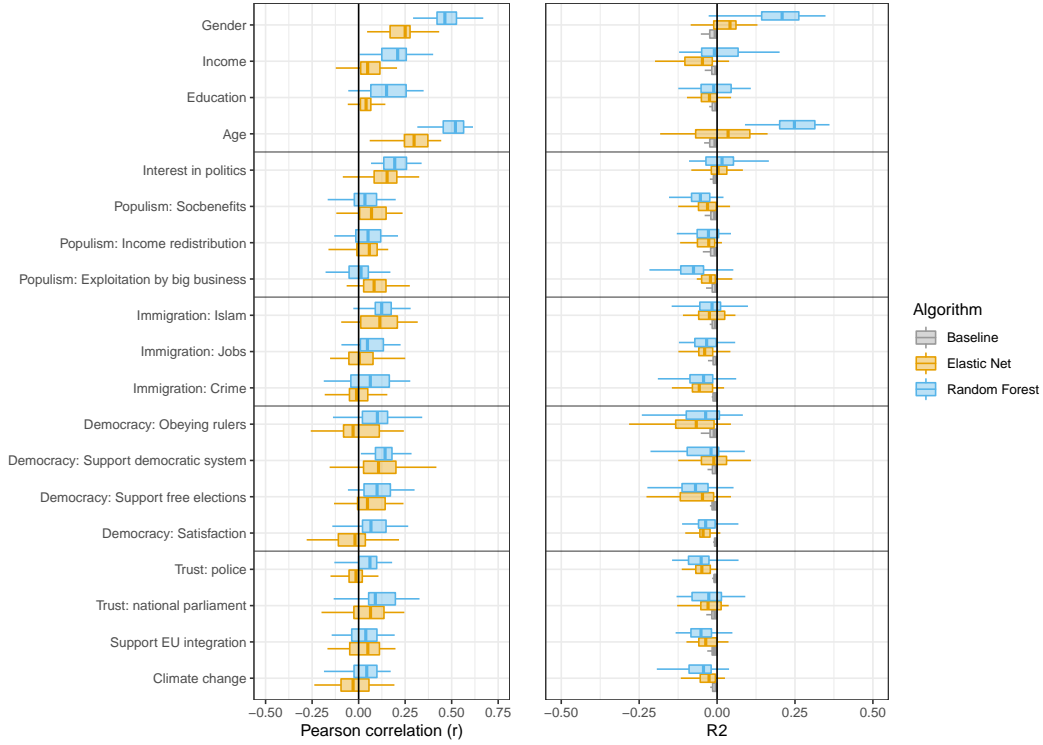 Gender
Income
Education
Age
Interest in politics
Populism: Socbenefits
Populism: Income redistribution
Populism: Exploitation by big business
Immigration: Islam
Immigration: Jobs
Immigration: Crime
Democracy: Obeying rulers
Democracy: Support democratic system
Democracy: Support free elections
Democracy: Satisfaction
Trust: police
Trust: national parliament
Support EU integration
Climate change
−0.50 −0.25 0.00 0.25 0.50 0.75
Pearson correlation (r)
−0.50 −0.25 0.00 0.25 0.50
R2
Algorithm
Baseline
Elastic Net
Random Forest